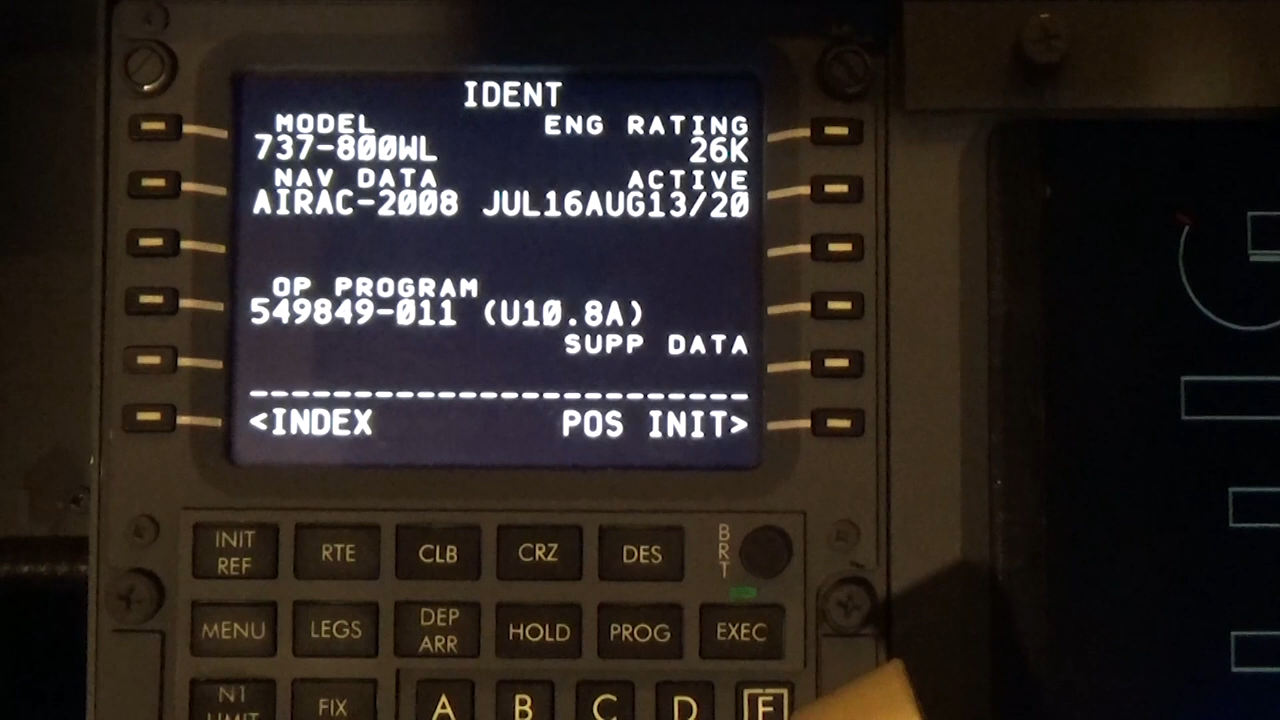 IDENT
MODEL ENG RATING
737-800WL 26K
NAV DATA ACTIVE
AIRAC-2008 JUL16AUG13/20
OP PROGRAM
549849-011 (U10.8A)
SUPP DATA
------------------------
<INDEX POS INIT>
INIT REF RTE CLB CRZ DES BRT
MENU LEGS DEP ARR HOLD PROG EXEC
N1 LIMIT FIX A B C D E